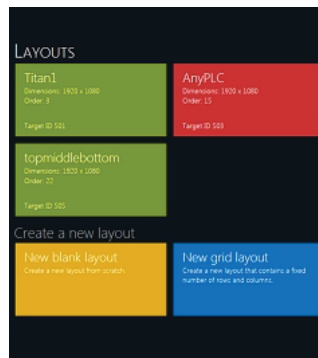 LAYOUTS
Titan1
Dimensions: 1920 x 1080
Order: 3
Target ID 501
AnyPLC
Dimensions: 1920 x 1080
Order: 15
Target ID 503
topmiddlebottom
Dimensions: 1920 x 1080
Order: 22
Target ID 505
Create a new layout
New blank layout
Create a new layout from scratch.
New grid layout
Create a new layout that contains a fixed
number of rows and columns.